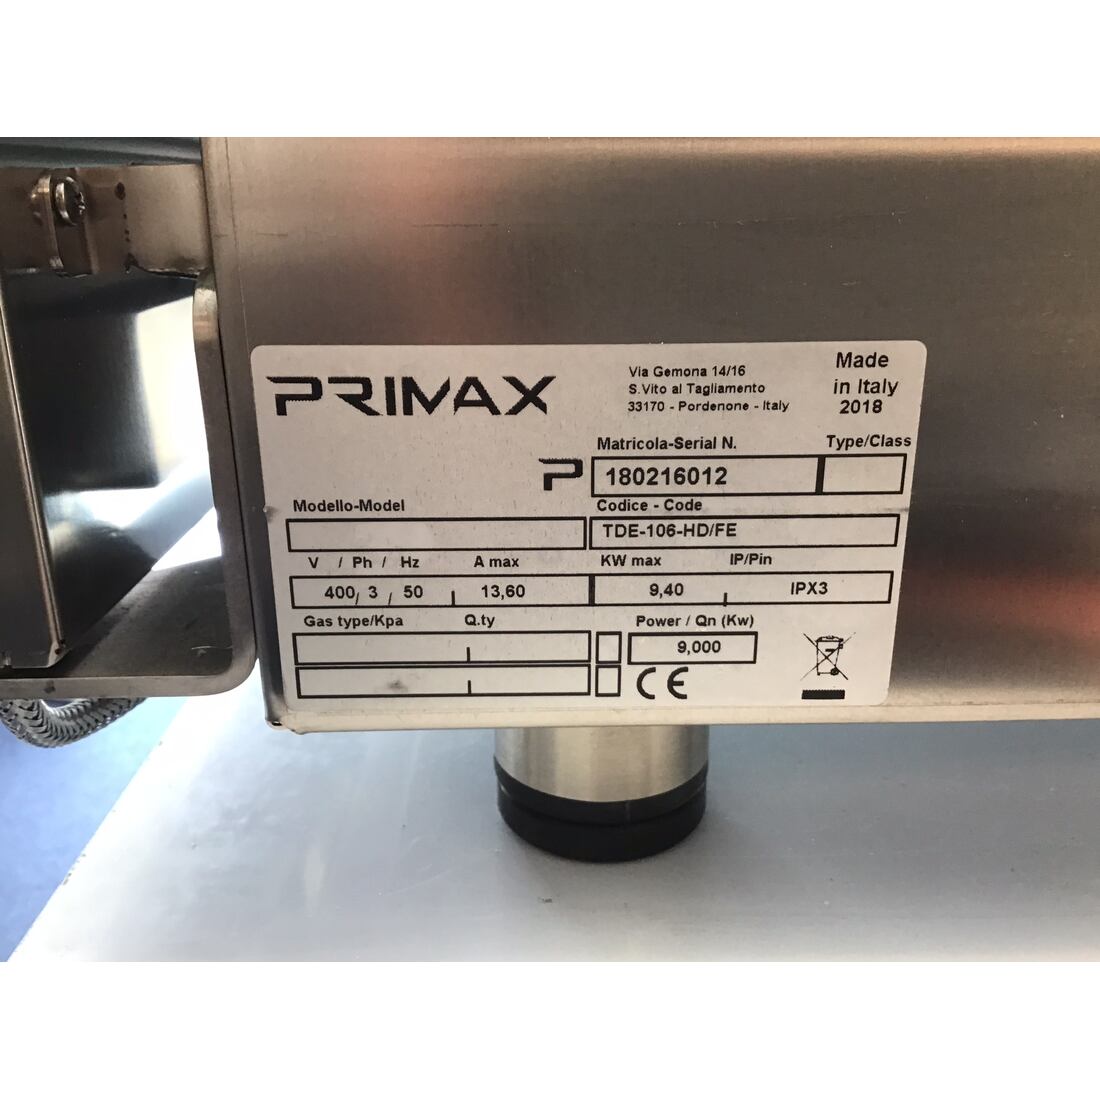 PRIMAX
Via Gemona 14/16
S.Vito al Tagliamento
33170 - Pordenone - Italy
Made
in Italy
2018
Matricola-Serial N. Type/Class
P 180216012
Modello-Model Codice - Code
TDE-106-HD/FE
V / Ph / Hz A max KW max IP/Pin
400/ 3 / 50 13,60 9,40 IPX3
Gas type/Kpa Q.ty Power / Qn (Kw)
9,000
CE